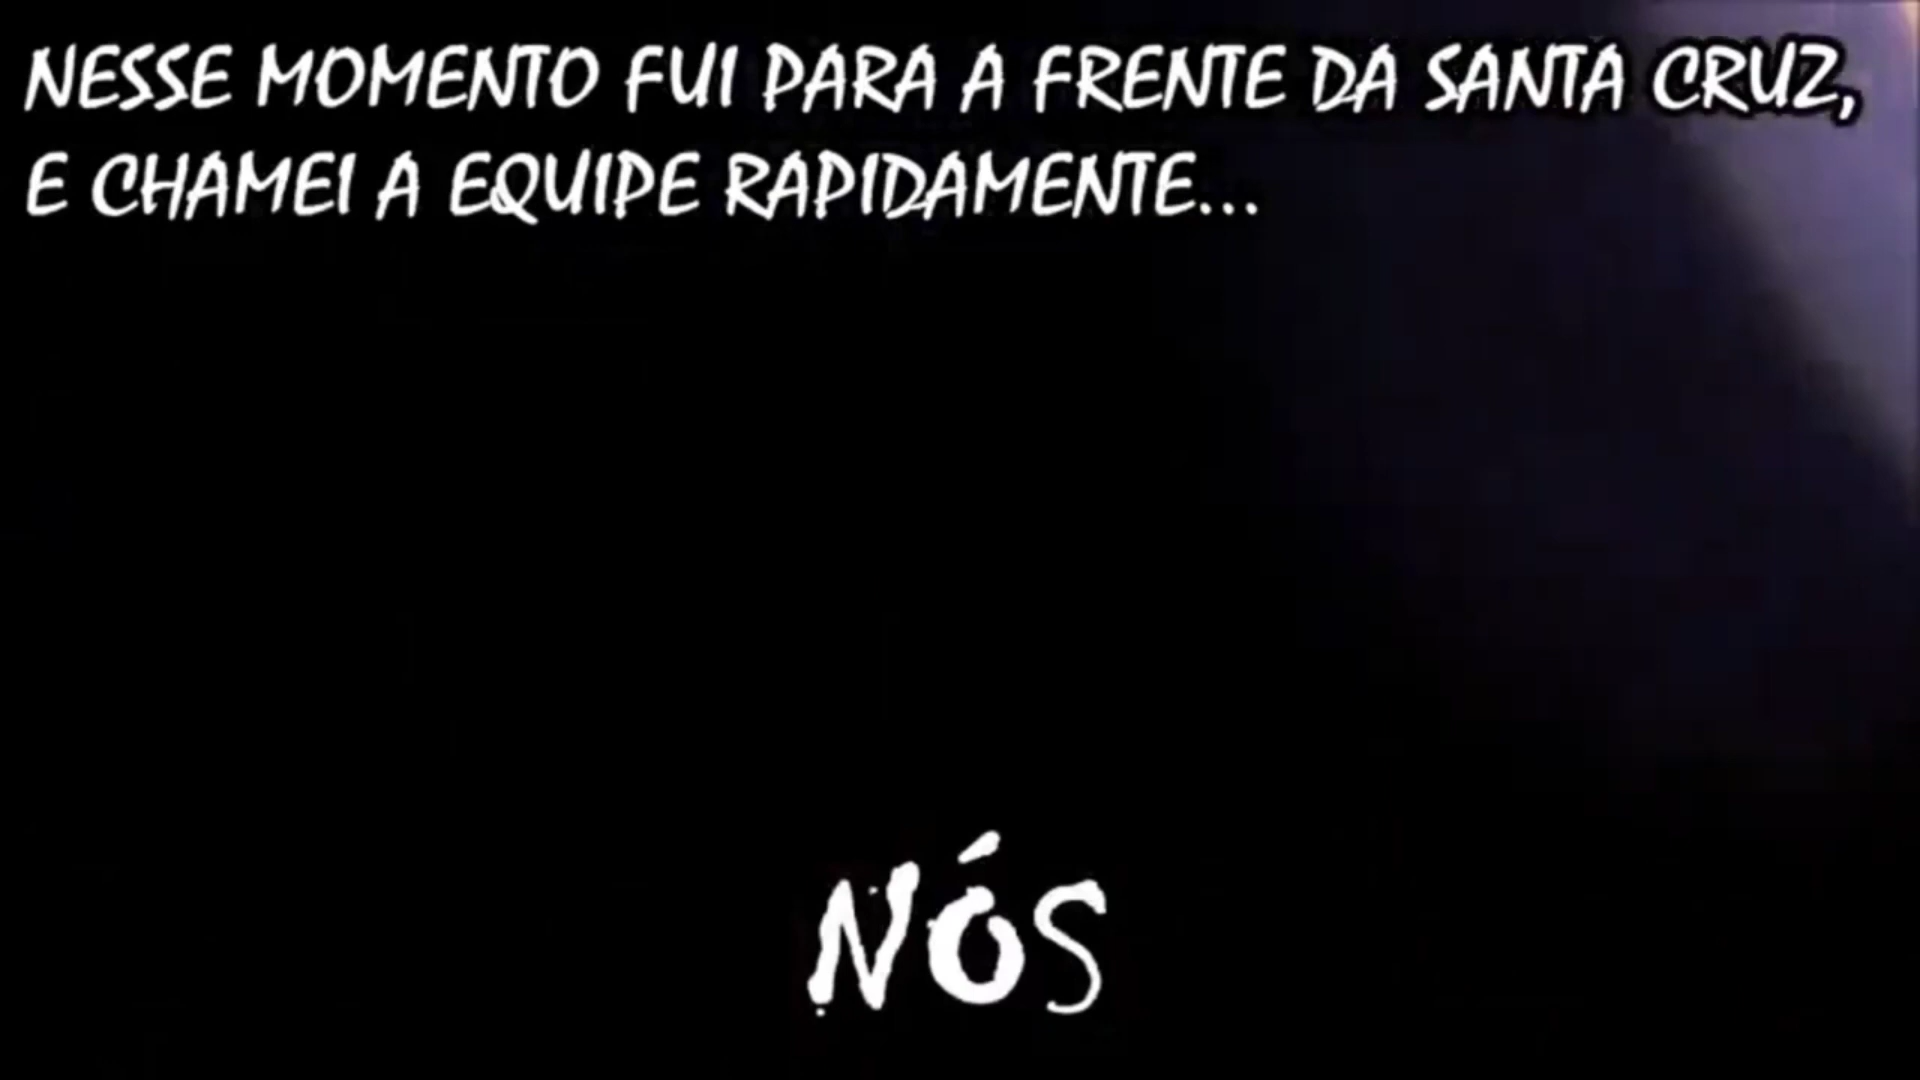 NESSE MOMENTO FUI PARA A FRENTE DA SANTA CRUZ,
E CHAMEI A EQUIPE RAPIDAMENTE...
NÓS